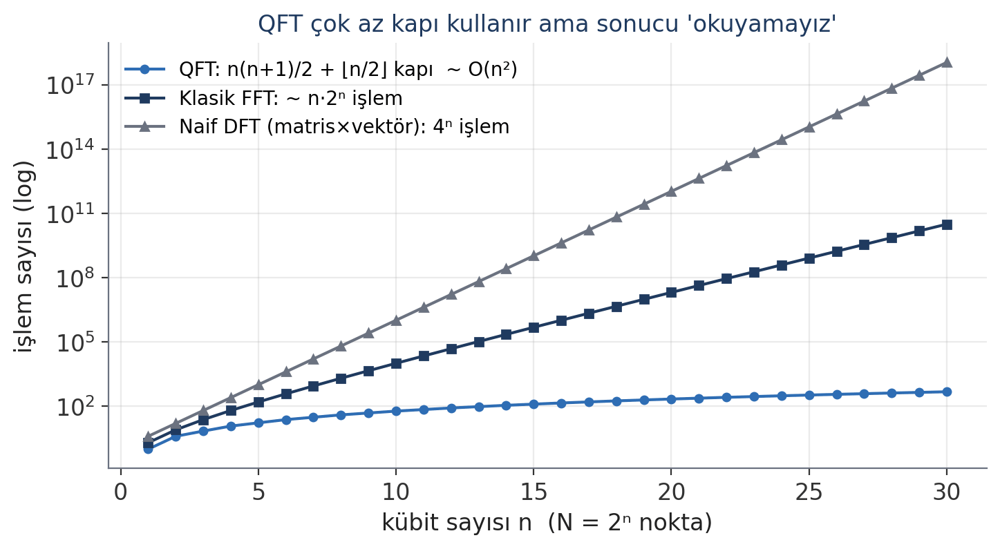 QFT çok az kapı kullanır ama sonucu 'okuyamayız'
QFT: n(n+1)/2 + ⌊n/2⌋ kapı ~ O(n²)
Klasik FFT: ~ n·2ⁿ işlem
Naif DFT (matris×vektör): 4ⁿ işlem
işlem sayısı (log)
10¹⁷
10¹⁴
10¹¹
10⁸
10⁵
10²
0 5 10 15 20 25 30
kübit sayısı n (N = 2ⁿ nokta)